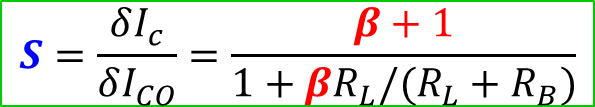 S = δI_c / δI_CO = (β + 1) / (1 + βR_L/(R_L + R_B))